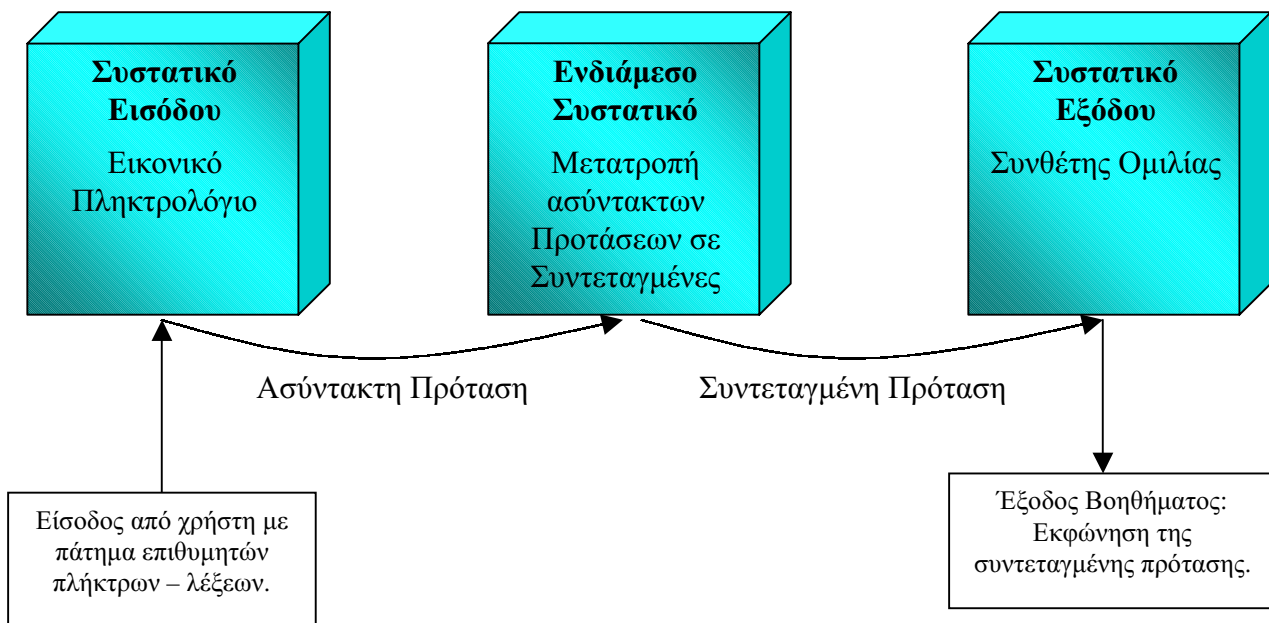 Συστατικό
Εισόδου
Εικονικό
Πληκτρολόγιο
Ενδιάμεσο
Συστατικό
Μετατροπή
ασύντακτων
Προτάσεων σε
Συντεταγμένες
Συστατικό
Εξόδου
Συνθέτης Ομιλίας
Ασύντακτη Πρόταση
Συντεταγμένη Πρόταση
Είσοδος από χρήστη με
πάτημα επιθυμητών
πλήκτρων – λέξεων.
Έξοδος Βοηθήματος:
Εκφώνηση της
συντεταγμένης πρότασης.